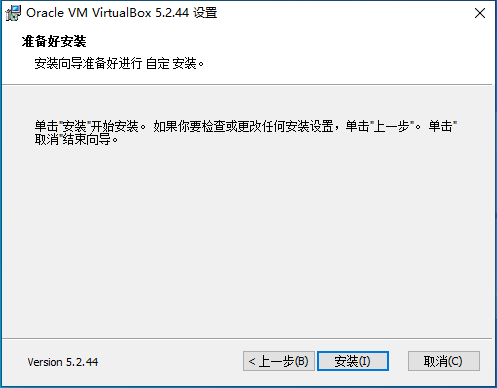 Oracle VM VirtualBox 5.2.44 设置
准备好安装
安装向导准备好进行 自定 安装。
单击"安装"开始安装。 如果你要检查或更改任何安装设置，单击"上一步"。 单击"
取消"结束向导。
Version 5.2.44
< 上一步(B)
安装(I)
取消(C)